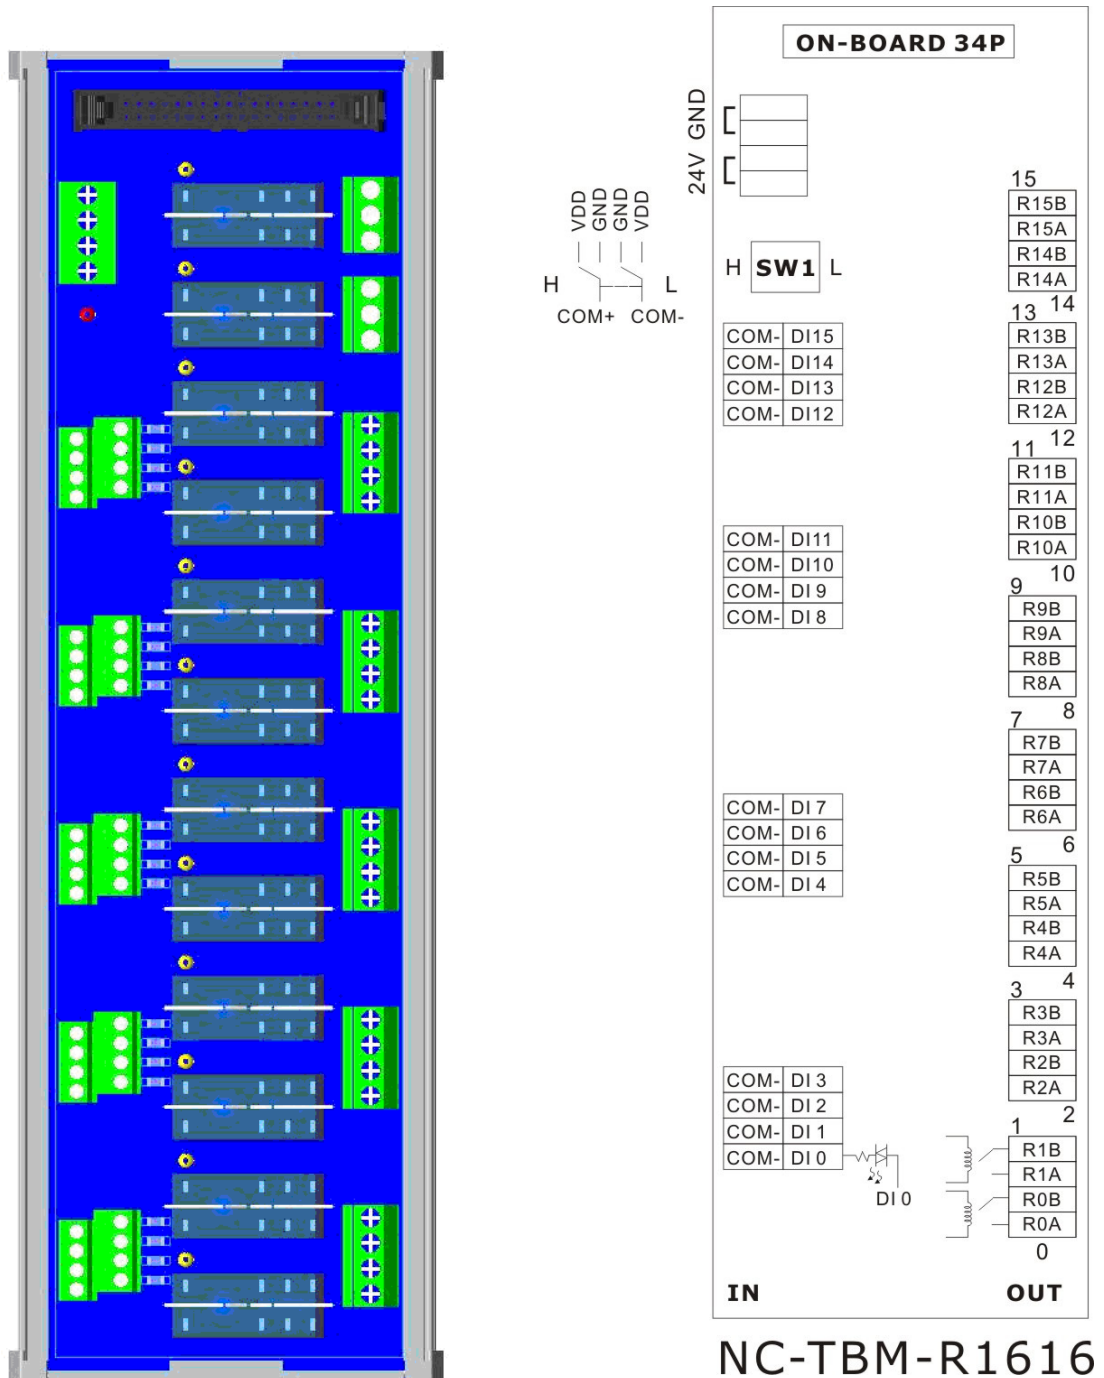 ON-BOARD 34P
24V GND
VDD GND GND VDD
H L
COM+ COM-
H SW1 L
COM- DI15
COM- DI14
COM- DI13
COM- DI12
COM- DI11
COM- DI10
COM- DI 9
COM- DI 8
COM- DI 7
COM- DI 6
COM- DI 5
COM- DI 4
COM- DI 3
COM- DI 2
COM- DI 1
COM- DI 0
DI 0
15
R15B
R15A
R14B
R14A
14
13
R13B
R13A
R12B
R12A
12
11
R11B
R11A
R10B
R10A
10
9
R9B
R9A
R8B
R8A
8
7
R7B
R7A
R6B
R6A
6
5
R5B
R5A
R4B
R4A
4
3
R3B
R3A
R2B
R2A
2
1
R1B
R1A
R0B
R0A
0
IN OUT
NC-TBM-R1616